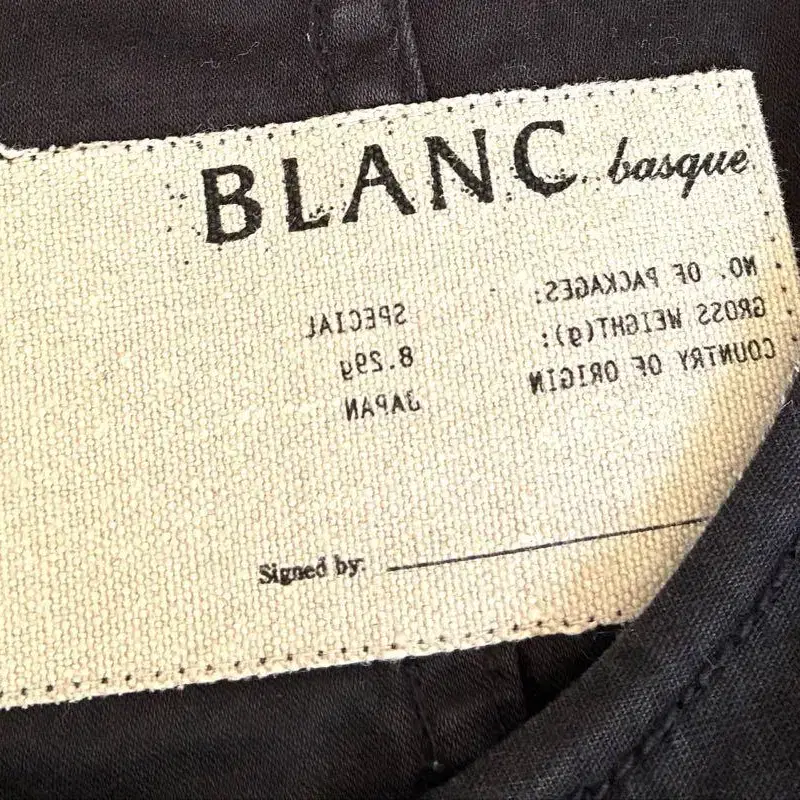 BLANC basque
NO. OF PACKAGES: SPECIAL
GROSS WEIGHT(g): 8.29g
COUNTRY OF ORIGIN JAPAN
Signed by: